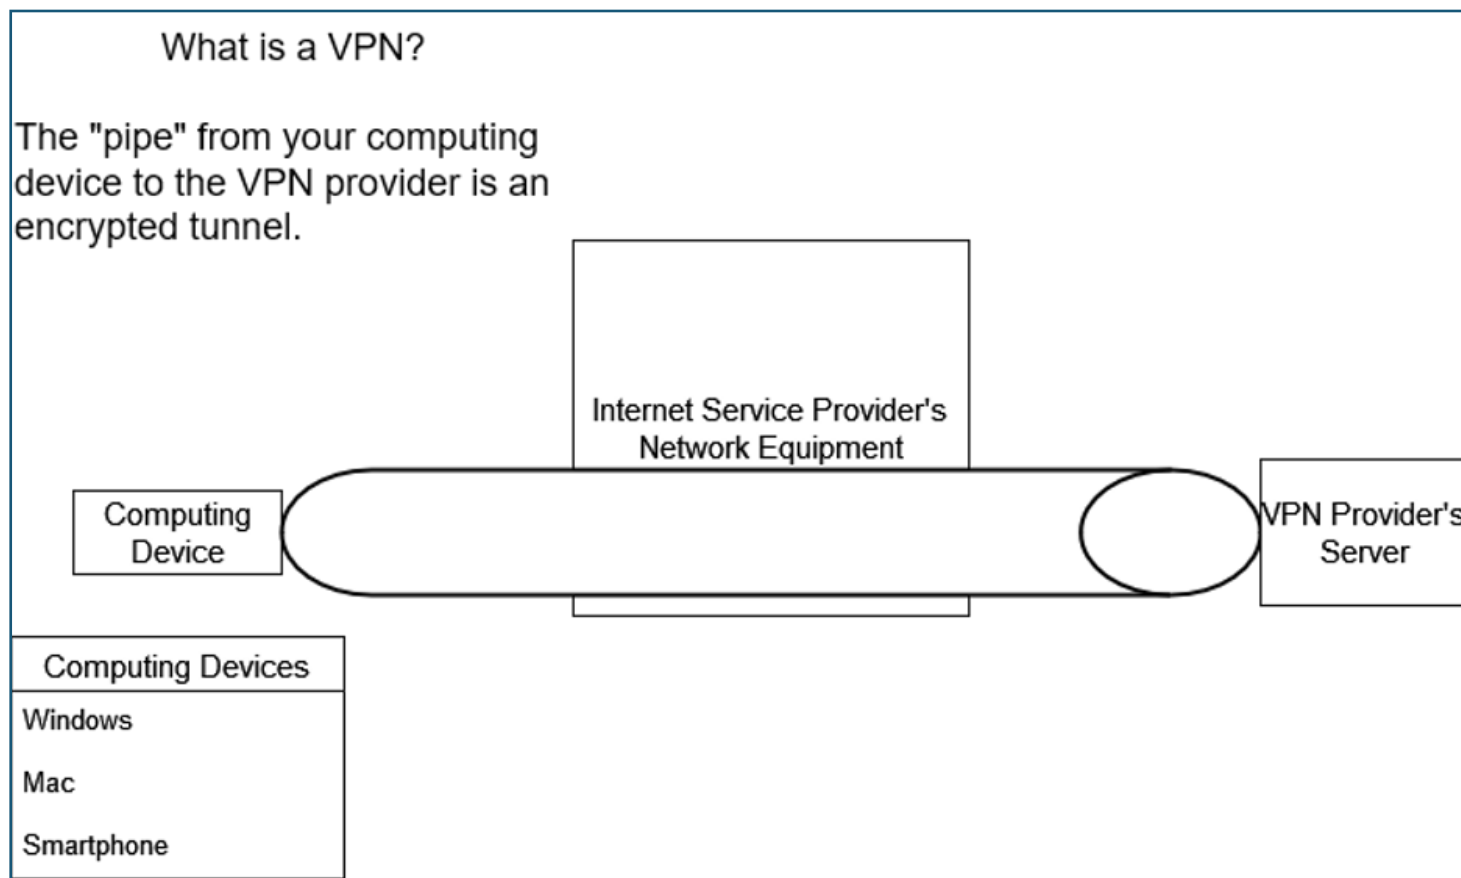 What is a VPN?
The "pipe" from your computing
device to the VPN provider is an
encrypted tunnel.
Internet Service Provider's
Network Equipment
Computing
Device
VPN Provider's
Server
Computing Devices
Windows
Mac
Smartphone